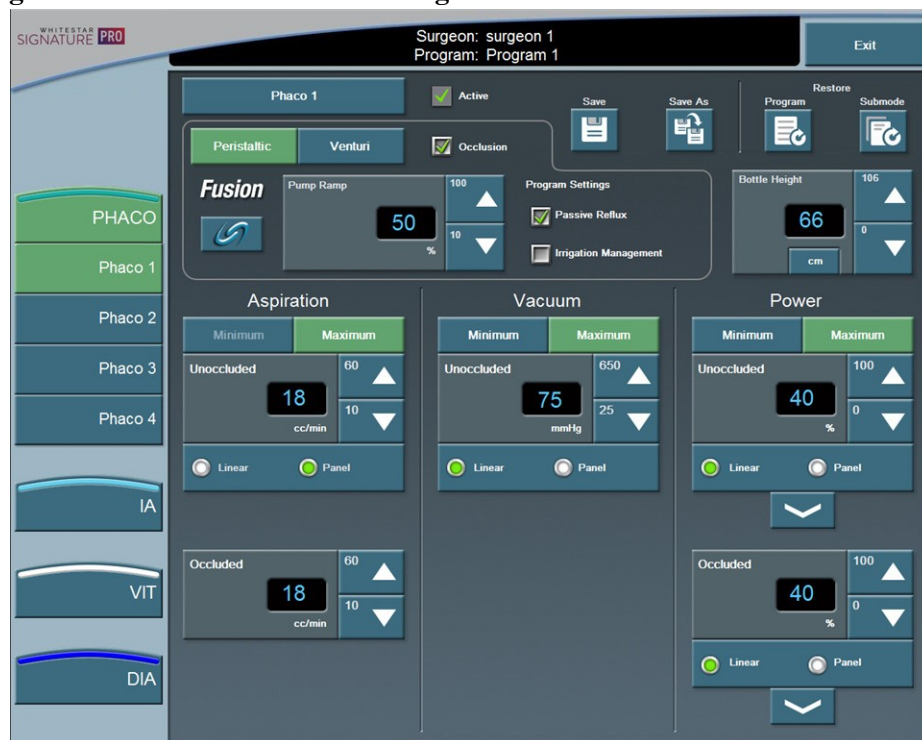 WHITESTAR
SIGNATURE PRO
Surgeon: surgeon 1
Program: Program 1
Exit
Phaco 1
Active
Save
Save As
Restore
Program
Submode
Peristaltic
Venturi
Occlusion
Fusion
Pump Ramp
50
%
100
10
Program Settings
Passive Reflux
Irrigation Management
Bottle Height
66
cm
106
0
PHACO
Phaco 1
Phaco 2
Phaco 3
Phaco 4
IA
VIT
DIA
Aspiration
Minimum
Maximum
Unoccluded
18
cc/min
60
10
Linear
Panel
Occluded
18
cc/min
60
10
Vacuum
Minimum
Maximum
Unoccluded
75
mmHg
650
25
Linear
Panel
Power
Minimum
Maximum
Unoccluded
40
%
100
0
Linear
Panel
Occluded
40
%
100
0
Linear
Panel